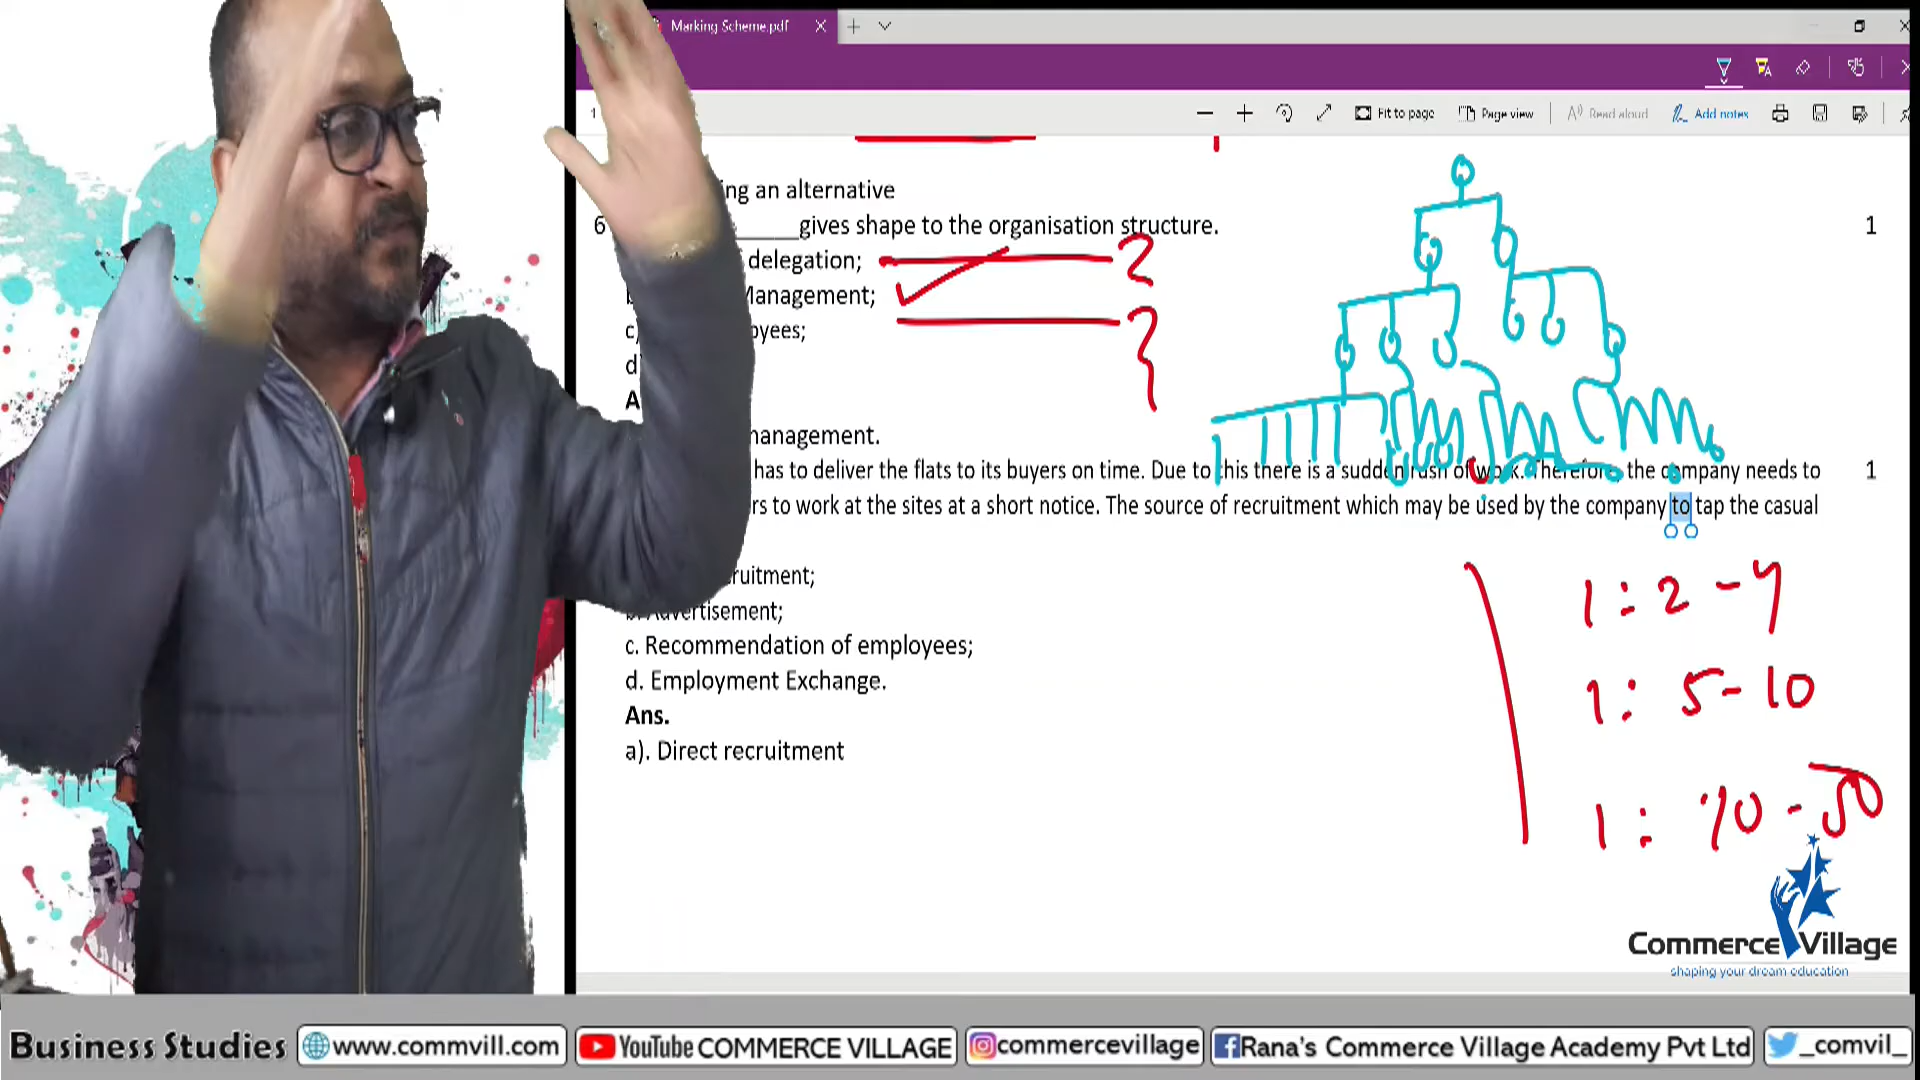 Marking Scheme.pdf
1
Fit to page
Page view
Read aloud
Add notes
ing an alternative
6 gives shape to the organisation structure. 1
delegation;
Management;
c) oyees;
d
A
management.
has to deliver the flats to its buyers on time. Due to this there is a sudden rush of work. Therefore, the company needs to 1
rs to work at the sites at a short notice. The source of recruitment which may be used by the company to tap the casual
ruitment;
b. Advertisement;
c. Recommendation of employees;
d. Employment Exchange.
Ans.
a). Direct recruitment
1 : 2 - 4
1 : 5 - 10
1 : 10 - 50
Commerce Village
shaping your dream education
Business Studies
www.commvill.com
YouTube COMMERCE VILLAGE
commercevillage
Rana's Commerce Village Academy Pvt Ltd
_comvil_